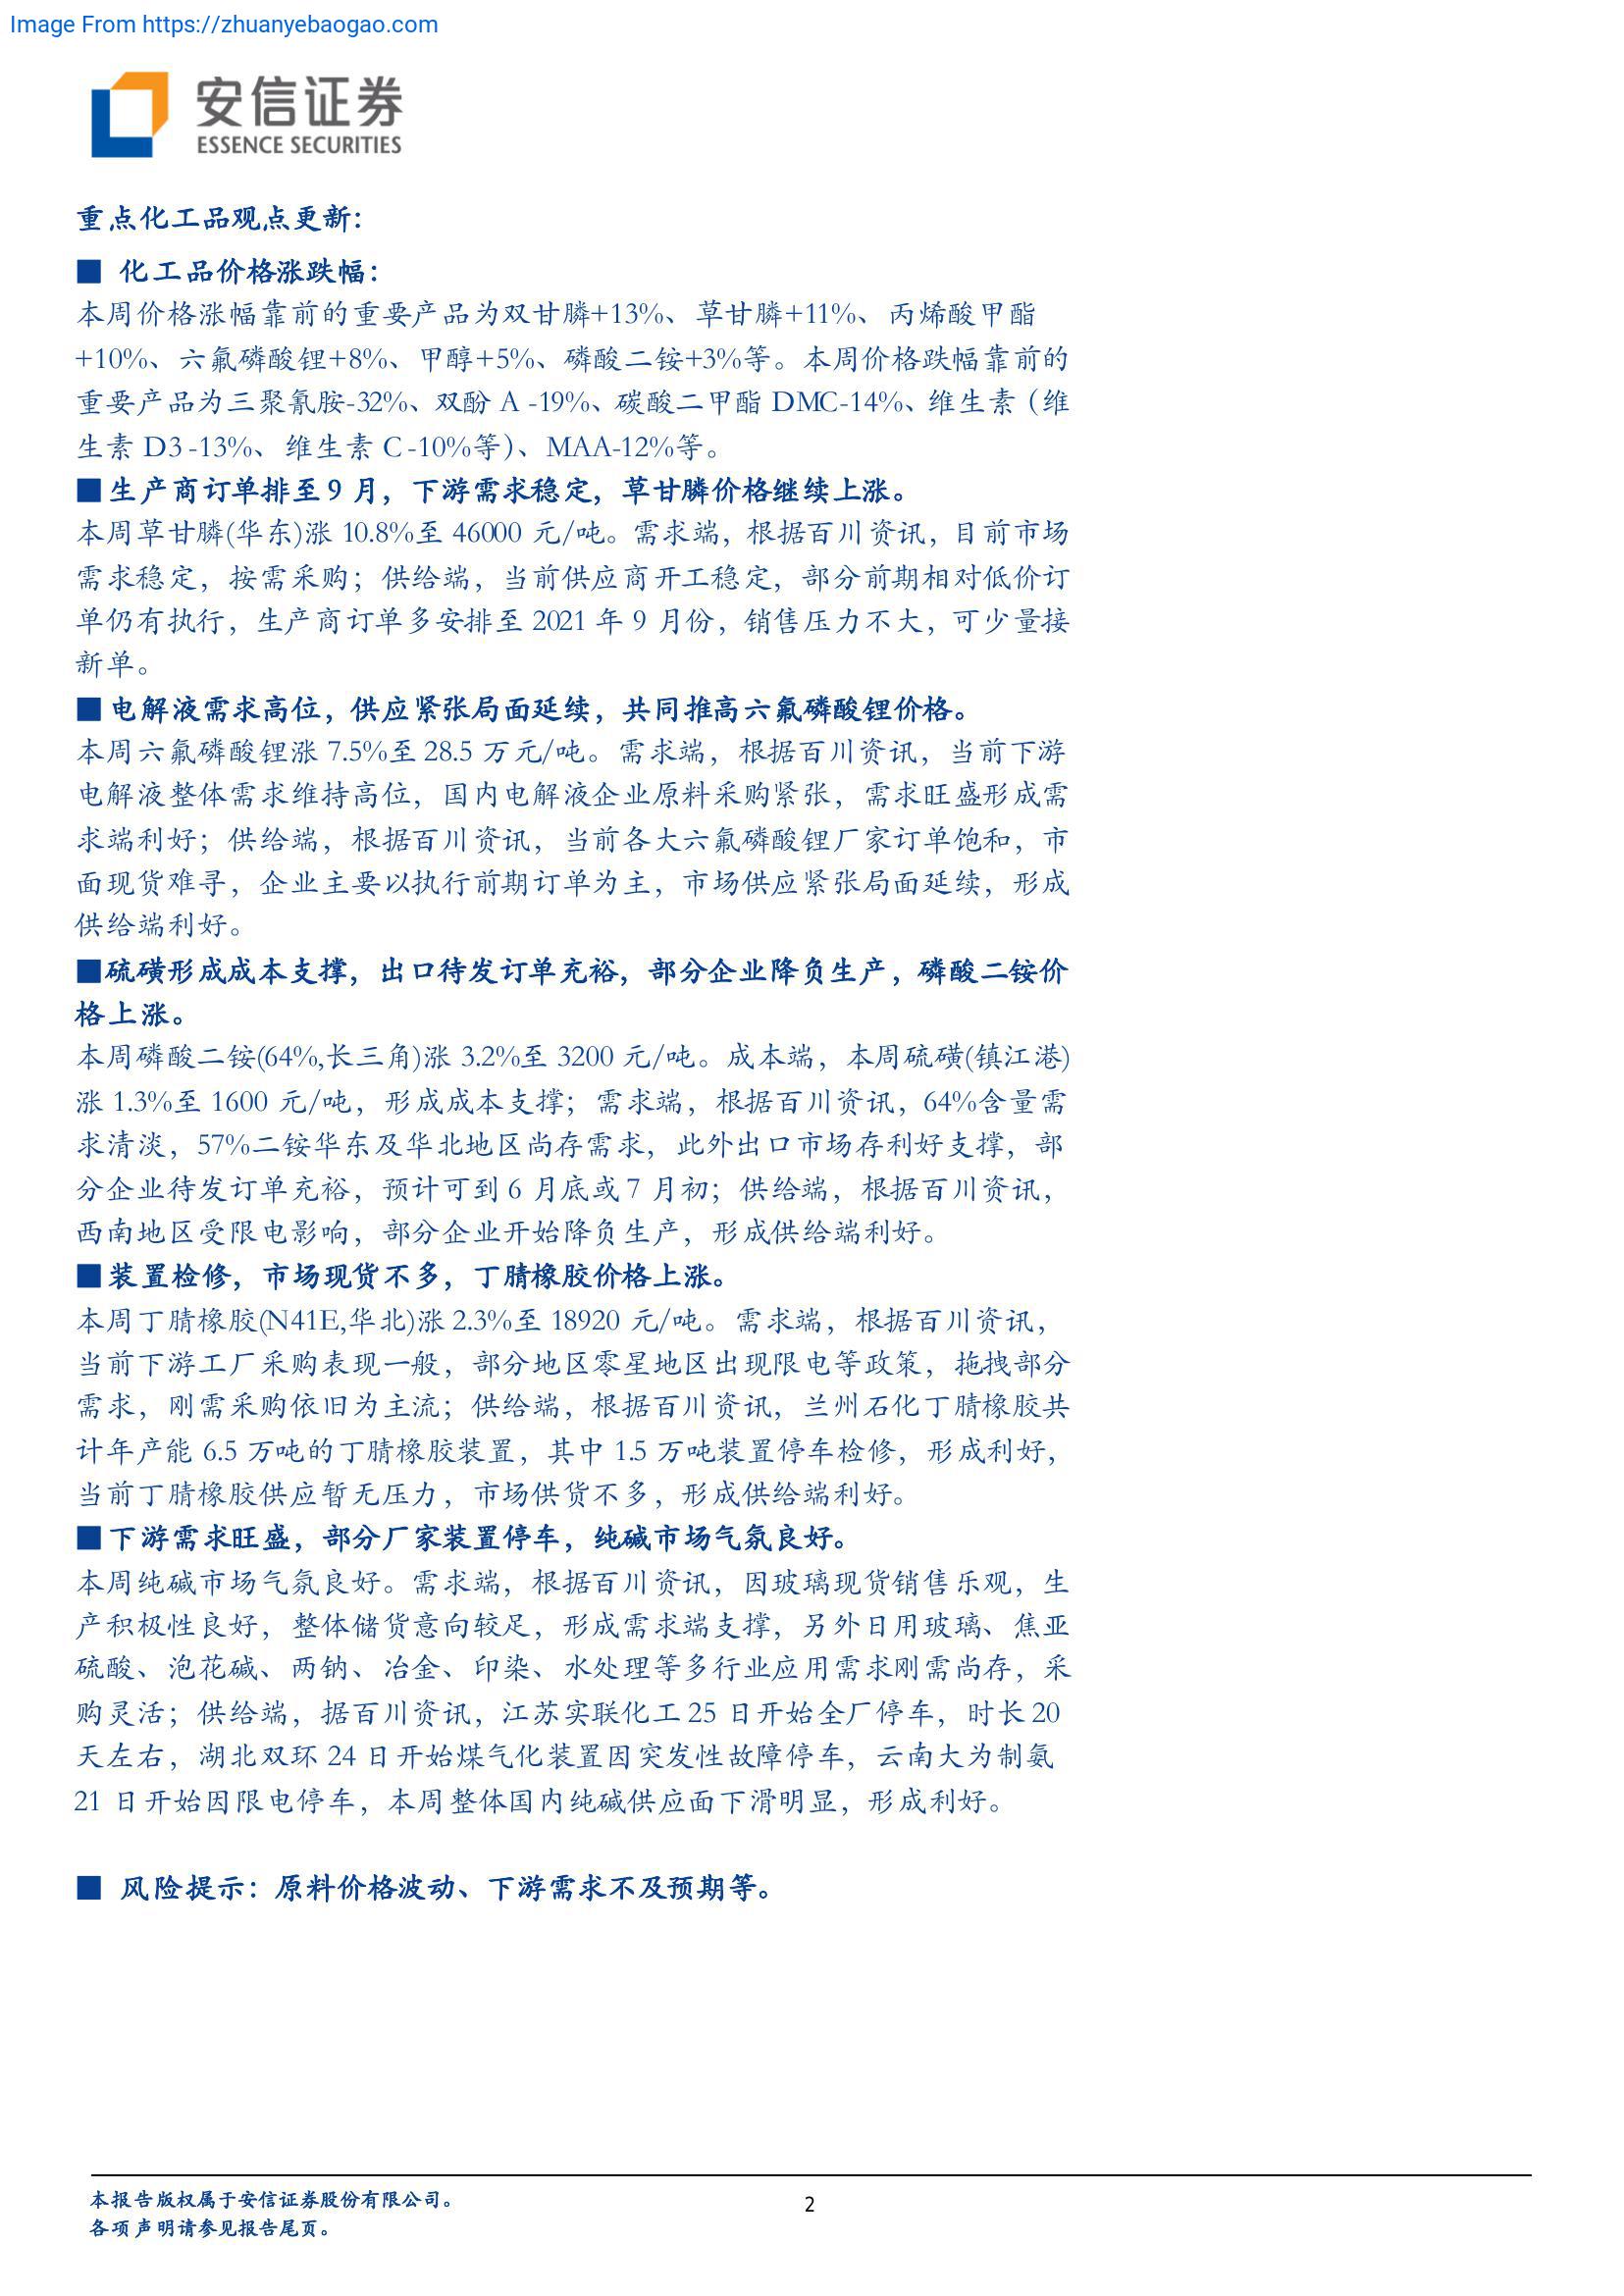 Image From https://zhuanyebaogao.com
安信证券
ESSENCE SECURITIES
重点化工品观点更新：
■ 化工品价格涨跌幅：
本周价格涨幅靠前的重要产品为双甘膦+13%、草甘膦+11%、丙烯酸甲酯
+10%、六氟磷酸锂+8%、甲醇+5%、磷酸二铵+3%等。本周价格跌幅靠前的
重要产品为三聚氰胺-32%、双酚 A -19%、碳酸二甲酯 DMC-14%、维生素（维
生素 D3 -13%、维生素 C -10%等）、MAA-12%等。
■ 生产商订单排至 9 月，下游需求稳定，草甘膦价格继续上涨。
本周草甘膦(华东)涨 10.8%至 46000 元/吨。需求端，根据百川资讯，目前市场
需求稳定，按需采购；供给端，当前供应商开工稳定，部分前期相对低价订
单仍有执行，生产商订单多安排至 2021 年 9 月份，销售压力不大，可少量接
新单。
■ 电解液需求高位，供应紧张局面延续，共同推高六氟磷酸锂价格。
本周六氟磷酸锂涨 7.5%至 28.5 万元/吨。需求端，根据百川资讯，当前下游
电解液整体需求维持高位，国内电解液企业原料采购紧张，需求旺盛形成需
求端利好；供给端，根据百川资讯，当前各大六氟磷酸锂厂家订单饱和，市
面现货难寻，企业主要以执行前期订单为主，市场供应紧张局面延续，形成
供给端利好。
■硫磺形成成本支撑，出口待发订单充裕，部分企业降负生产，磷酸二铵价
格上涨。
本周磷酸二铵(64%,长三角)涨 3.2%至 3200 元/吨。成本端，本周硫磺(镇江港)
涨 1.3%至 1600 元/吨，形成成本支撑；需求端，根据百川资讯，64%含量需
求清淡，57%二铵华东及华北地区尚存需求，此外出口市场存利好支撑，部
分企业待发订单充裕，预计可到 6 月底或 7 月初；供给端，根据百川资讯，
西南地区受限电影响，部分企业开始降负生产，形成供给端利好。
■ 装置检修，市场现货不多，丁腈橡胶价格上涨。
本周丁腈橡胶(N41E,华北)涨 2.3%至 18920 元/吨。需求端，根据百川资讯，
当前下游工厂采购表现一般，部分地区零星地区出现限电等政策，拖拽部分
需求，刚需采购依旧为主流；供给端，根据百川资讯，兰州石化丁腈橡胶共
计年产能 6.5 万吨的丁腈橡胶装置，其中 1.5 万吨装置停车检修，形成利好，
当前丁腈橡胶供应暂无压力，市场供货不多，形成供给端利好。
■ 下游需求旺盛，部分厂家装置停车，纯碱市场气氛良好。
本周纯碱市场气氛良好。需求端，根据百川资讯，因玻璃现货销售乐观，生
产积极性良好，整体储货意向较足，形成需求端支撑，另外日用玻璃、焦亚
硫酸、泡花碱、两钠、冶金、印染、水处理等多行业应用需求刚需尚存，采
购灵活；供给端，据百川资讯，江苏实联化工 25 日开始全厂停车，时长 20
天左右，湖北双环 24 日开始煤气化装置因突发性故障停车，云南大为制氨
21 日开始因限电停车，本周整体国内纯碱供应面下滑明显，形成利好。
■ 风险提示：原料价格波动、下游需求不及预期等。
本报告版权属于安信证券股份有限公司。
2
各项声明请参见报告尾页。